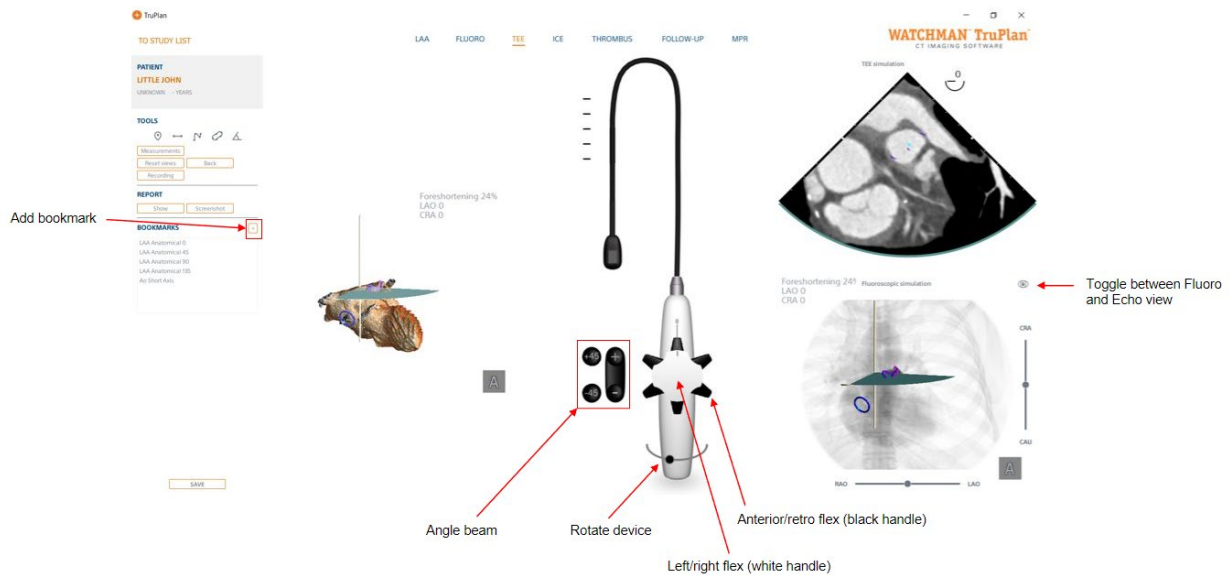 TruPlan
TO STUDY LIST
LAA FLUORO TEE ICE THROMBUS FOLLOW-UP MPR
WATCHMAN TruPlan
CT IMAGING SOFTWARE
PATIENT
LITTLE JOHN
UNKNOWN - YEARS
TOOLS
Measurements
Reset views Back
Recording
REPORT
Show Screenshot
Add bookmark
BOOKMARKS +
LAA Anatomical 0
LAA Anatomical 45
LAA Anatomical 90
LAA Anatomical 135
Ao Short Axis
SAVE
Foreshortening 24%
LAO 0
CRA 0
A
+45 +
-45 -
Angle beam
Rotate device
Anterior/retro flex (black handle)
Left/right flex (white handle)
TEE simulation
0
Foreshortening 24%
LAO 0
CRA 0
Fluoroscopic simulation
Toggle between Fluoro
and Echo view
CRA
CAU
A
RAO LAO